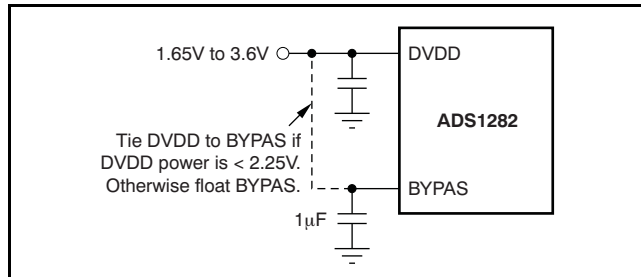 1.65V to 3.6V
DVDD
ADS1282
Tie DVDD to BYPAS if
DVDD power is < 2.25V.
Otherwise float BYPAS.
BYPAS
1μF